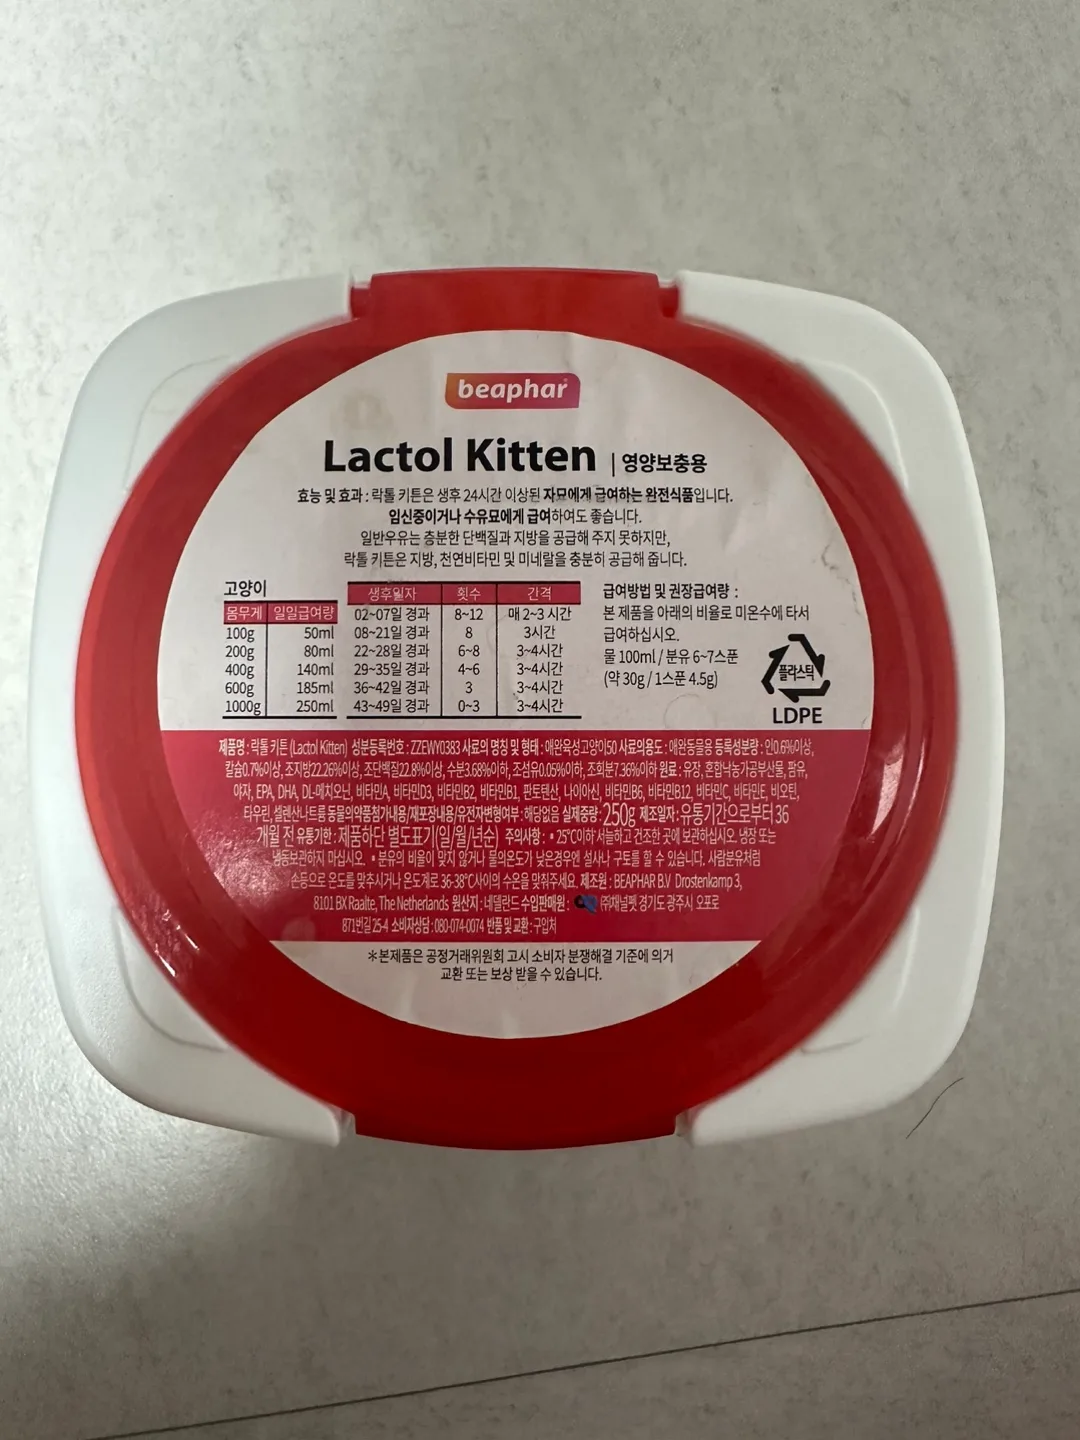 beaphar
Lactol Kitten | 영양보충용
효능 및 효과 : 락톨 키튼은 생후 24시간 이상된 자묘에게 급여하는 완전식품입니다.
임신중이거나 수유묘에게 급여하여도 좋습니다.
일반우유는 충분한 단백질과 지방을 공급해 주지 못하지만,
락톨 키튼은 지방, 천연비타민 및 미네랄을 충분히 공급해 줍니다.
고양이
몸무게 일일급여량
100g 50ml
200g 80ml
400g 140ml
600g 185ml
1000g 250ml
생후일자 횟수 간격
02~07일 경과 8~12 매 2~3 시간
08~21일 경과 8 3시간
22~28일 경과 6~8 3~4시간
29~35일 경과 4~6 3~4시간
36~42일 경과 3 3~4시간
43~49일 경과 0~3 3~4시간
급여방법 및 권장급여량 :
본 제품을 아래의 비율로 미온수에 타서
급여하십시오.
물 100ml / 분유 6~7스푼
(약 30g / 1스푼 4.5g)
플라스틱
LDPE
제품명 : 락톨 키튼 (Lactol Kitten) 성분등록번호 : ZZEWY0383 사료의 명칭 및 형태 : 애완육성고양이50 사료의용도 : 애완동물용 등록성분량 : 인0.6%이상,
칼슘0.7%이상, 조지방22.26%이상, 조단백질22.8%이상, 수분3.68%이하, 조섬유0.05%이하, 조회분7.36%이하 원료 : 유장, 혼합낙농가공부산물, 팜유,
야자, EPA, DHA, DL-메치오닌, 비타민A, 비타민D3, 비타민B2, 비타민B1, 판토텐산, 나이아신, 비타민B6, 비타민B12, 비타민C, 비타민E, 비오틴,
타우린, 셀렌산나트륨 동물의약품첨가내용/재포장내용/유전자변형여부 : 해당없음 실제중량 : 250g 제조일자 : 유통기간으로부터 36
개월 전 유통기한 : 제품하단 별도표기(일/월/년순) 주의사항 : • 25℃이하 서늘하고 건조한 곳에 보관하십시오. 냉장 또는
냉동보관하지 마십시오. • 분유의 비율이 맞지 않거나 물의온도가 낮은경우엔 설사나 구토를 할 수 있습니다. 사람분유처럼
손등으로 온도를 맞추시거나 온도계로 36-38℃사이의 수온을 맞춰주세요. 제조원 : BEAPHAR B.V Drostenkamp 3,
8101 BX Raalte, The Netherlands 원산지 : 네덜란드 수입판매원 : ㈜채널펫 경기도 광주시 오포로
871번길 25-4 소비자상담 : 080-074-0074 반품 및 교환 : 구입처
*본제품은 공정거래위원회 고시 소비자 분쟁해결 기준에 의거
교환 또는 보상 받을 수 있습니다.